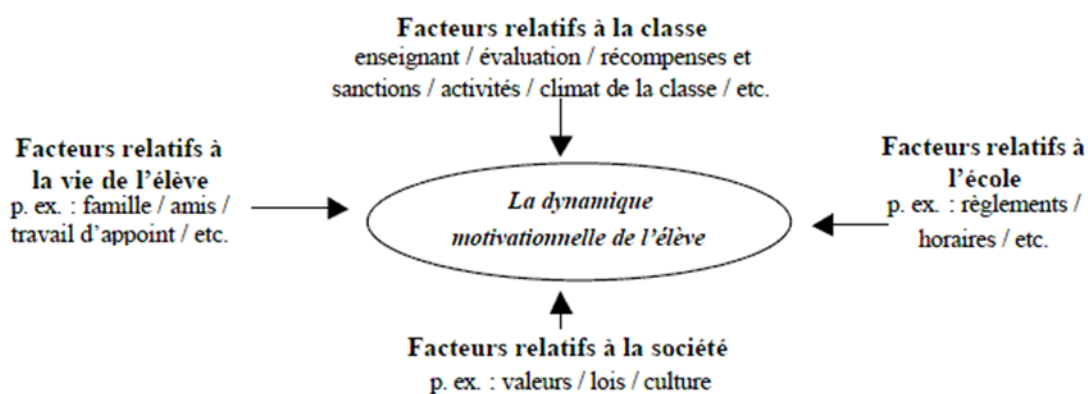 Facteurs relatifs à la classe
enseignant / évaluation / récompenses et
sanctions / activités / climat de la classe / etc.
Facteurs relatifs à
la vie de l'élève
p. ex. : famille / amis /
travail d'appoint / etc.
La dynamique
motivationnelle de l'élève
Facteurs relatifs à
l'école
p. ex. : règlements /
horaires / etc.
Facteurs relatifs à la société
p. ex. : valeurs / lois / culture